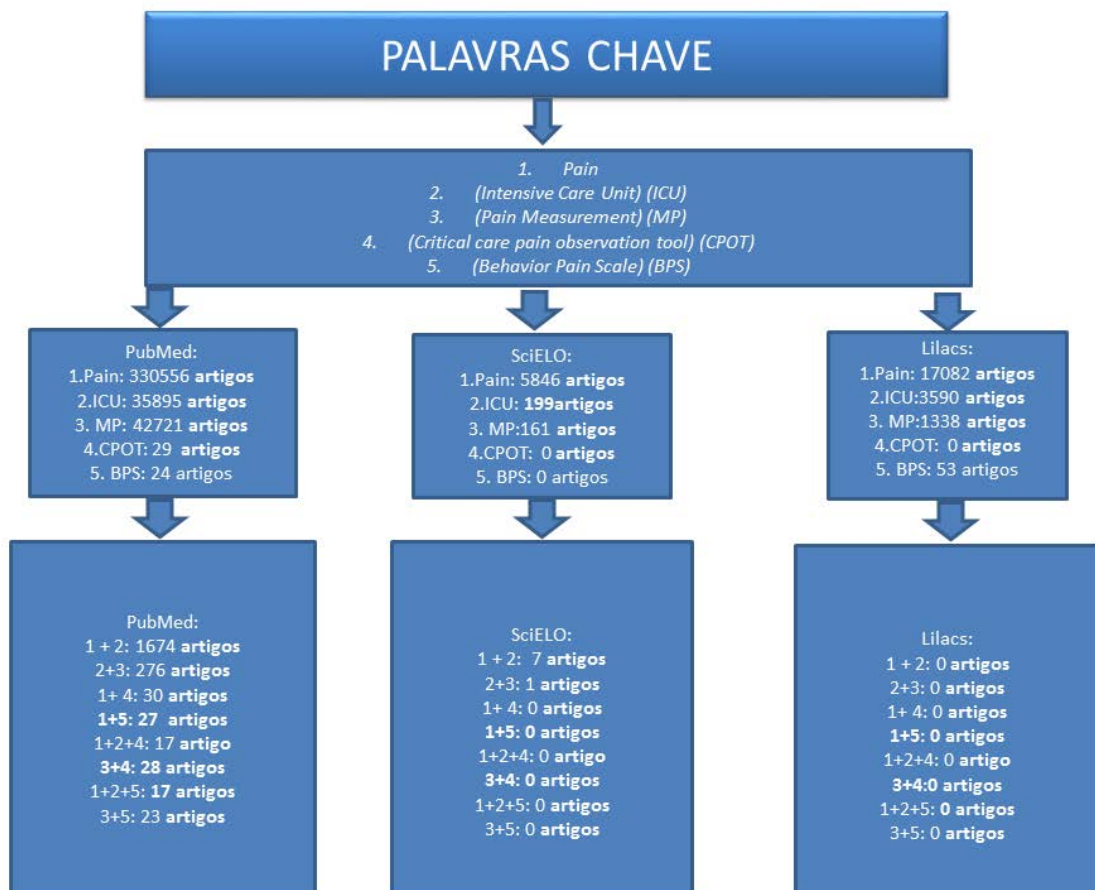 PALAVRAS CHAVE
1. Pain
2. (Intensive Care Unit) (ICU)
3. (Pain Measurement) (MP)
4. (Critical care pain observation tool) (CPOT)
5. (Behavior Pain Scale) (BPS)
PubMed:
1.Pain: 330556 artigos
2.ICU: 35895 artigos
3. MP: 42721 artigos
4.CPOT: 29 artigos
5. BPS: 24 artigos
SciELO:
1.Pain: 5846 artigos
2.ICU: 199artigos
3. MP:161 artigos
4.CPOT: 0 artigos
5. BPS: 0 artigos
Lilacs:
1.Pain: 17082 artigos
2.ICU:3590 artigos
3. MP:1338 artigos
4.CPOT: 0 artigos
5. BPS: 53 artigos
PubMed:
1 + 2: 1674 artigos
2+3: 276 artigos
1+ 4: 30 artigos
1+5: 27 artigos
1+2+4: 17 artigo
3+4: 28 artigos
1+2+5: 17 artigos
3+5: 23 artigos
SciELO:
1 + 2: 7 artigos
2+3: 1 artigos
1+ 4: 0 artigos
1+5: 0 artigos
1+2+4: 0 artigo
3+4: 0 artigos
1+2+5: 0 artigos
3+5: 0 artigos
Lilacs:
1 + 2: 0 artigos
2+3: 0 artigos
1+ 4: 0 artigos
1+5: 0 artigos
1+2+4: 0 artigo
3+4:0 artigos
1+2+5: 0 artigos
3+5: 0 artigos